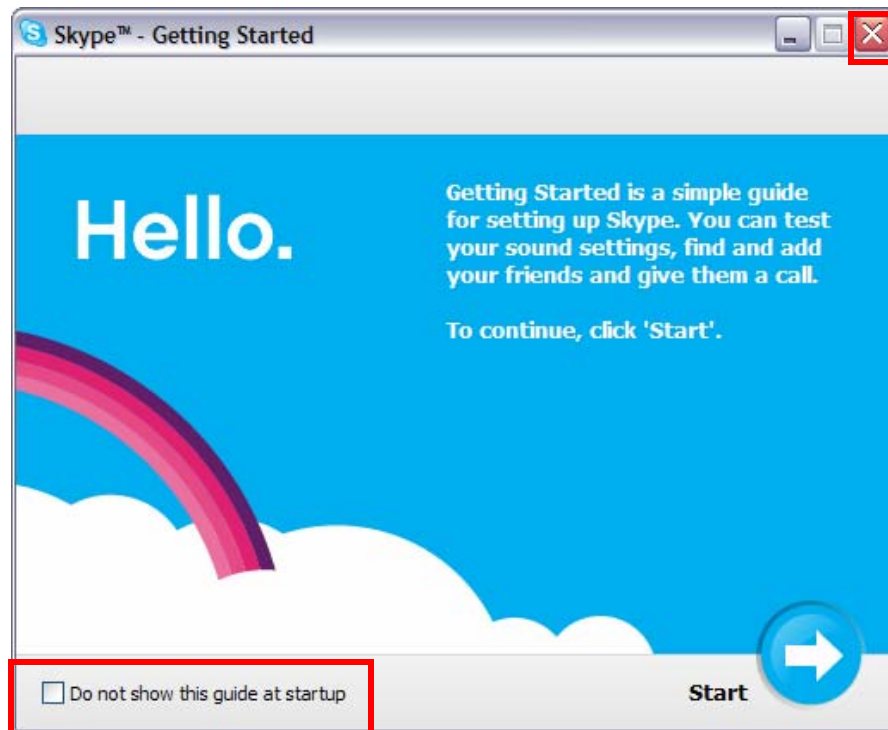 Skype™ - Getting Started
Hello.
Getting Started is a simple guide
for setting up Skype. You can test
your sound settings, find and add
your friends and give them a call.
To continue, click 'Start'.
Do not show this guide at startup
Start